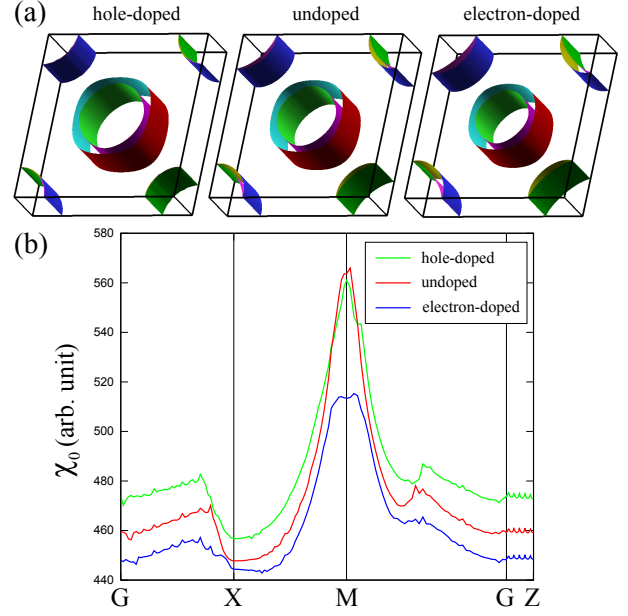 (a) hole-doped undoped electron-doped
(b)
580
560
540
520
500
480
460
440
χ₀ (arb. unit)
hole-doped
undoped
electron-doped
G X M G Z